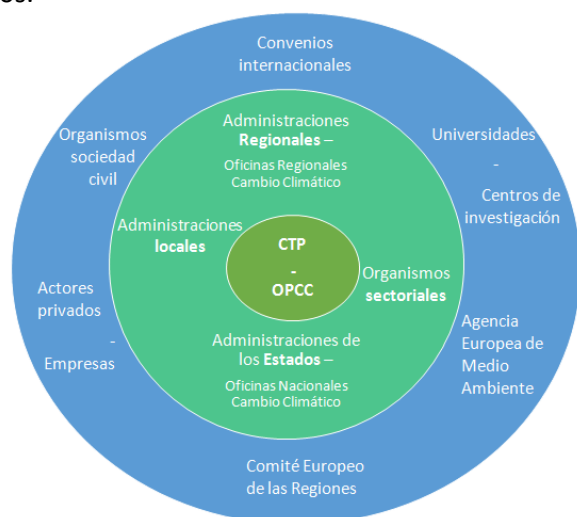 Convenios
internacionales
Administraciones
Regionales –
Oficinas Regionales
Cambio Climático
Organismos
sociedad
civil
Universidades
-
Centros de
investigación
Administraciones
locales
CTP
-
OPCC
Organismos
sectoriales
Actores
privados
-
Empresas
Administraciones de
los Estados –
Oficinas Nacionales
Cambio Climático
Agencia
Europea de
Medio
Ambiente
Comité Europeo
de las Regiones